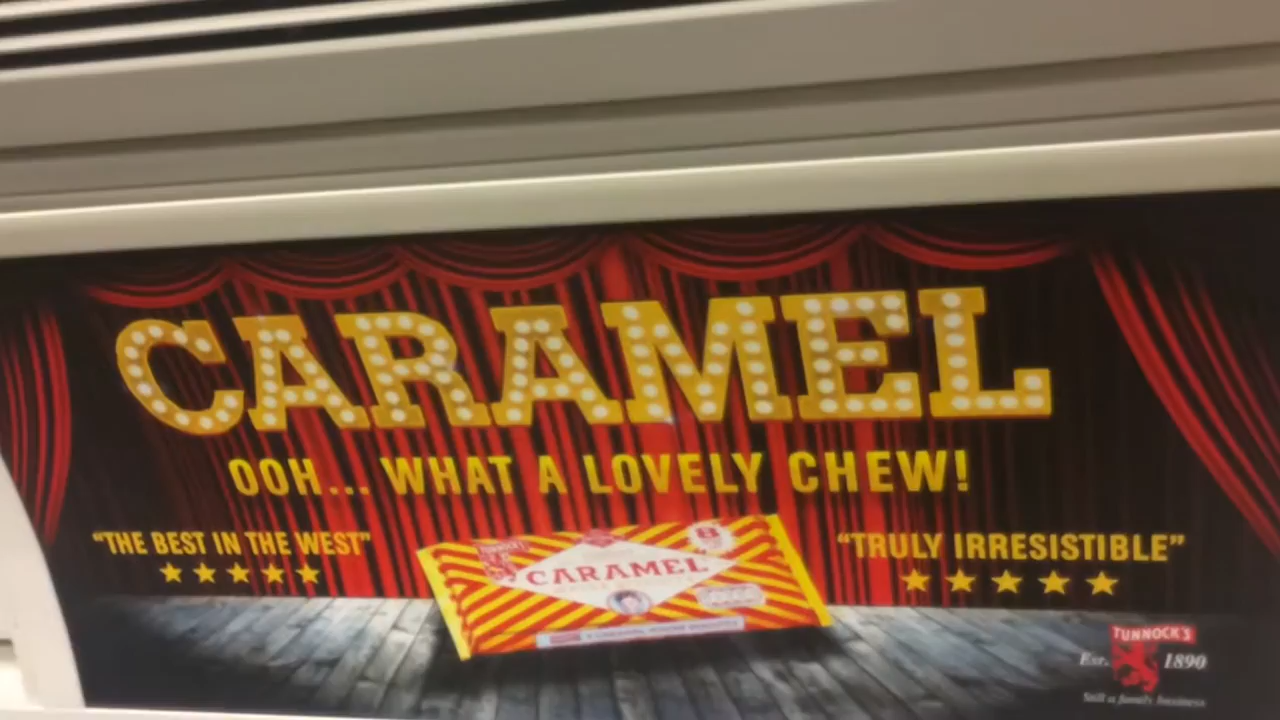 CARAMEL
OOH... WHAT A LOVELY CHEW!
"THE BEST IN THE WEST"
"TRULY IRRESISTIBLE"
TUNNOCK'S
8
CARAMEL
TUNNOCK'S
Est. 1890
Still a family business